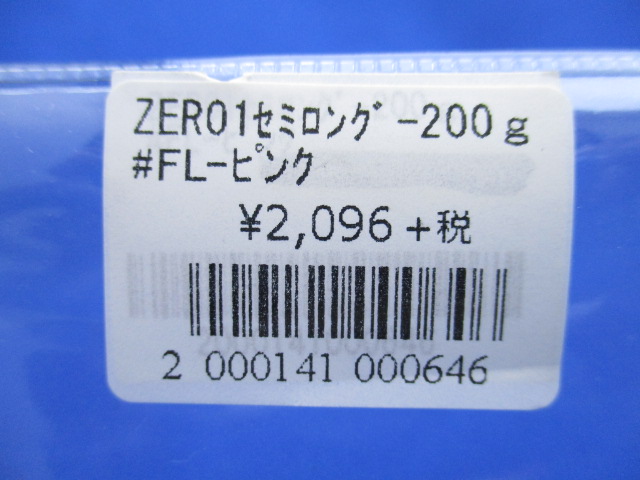 ZERO1ｾﾐﾛﾝｸﾞ-200ｇ
#FL-ﾋﾟﾝｸ
¥2,096+税
2 000141 000646